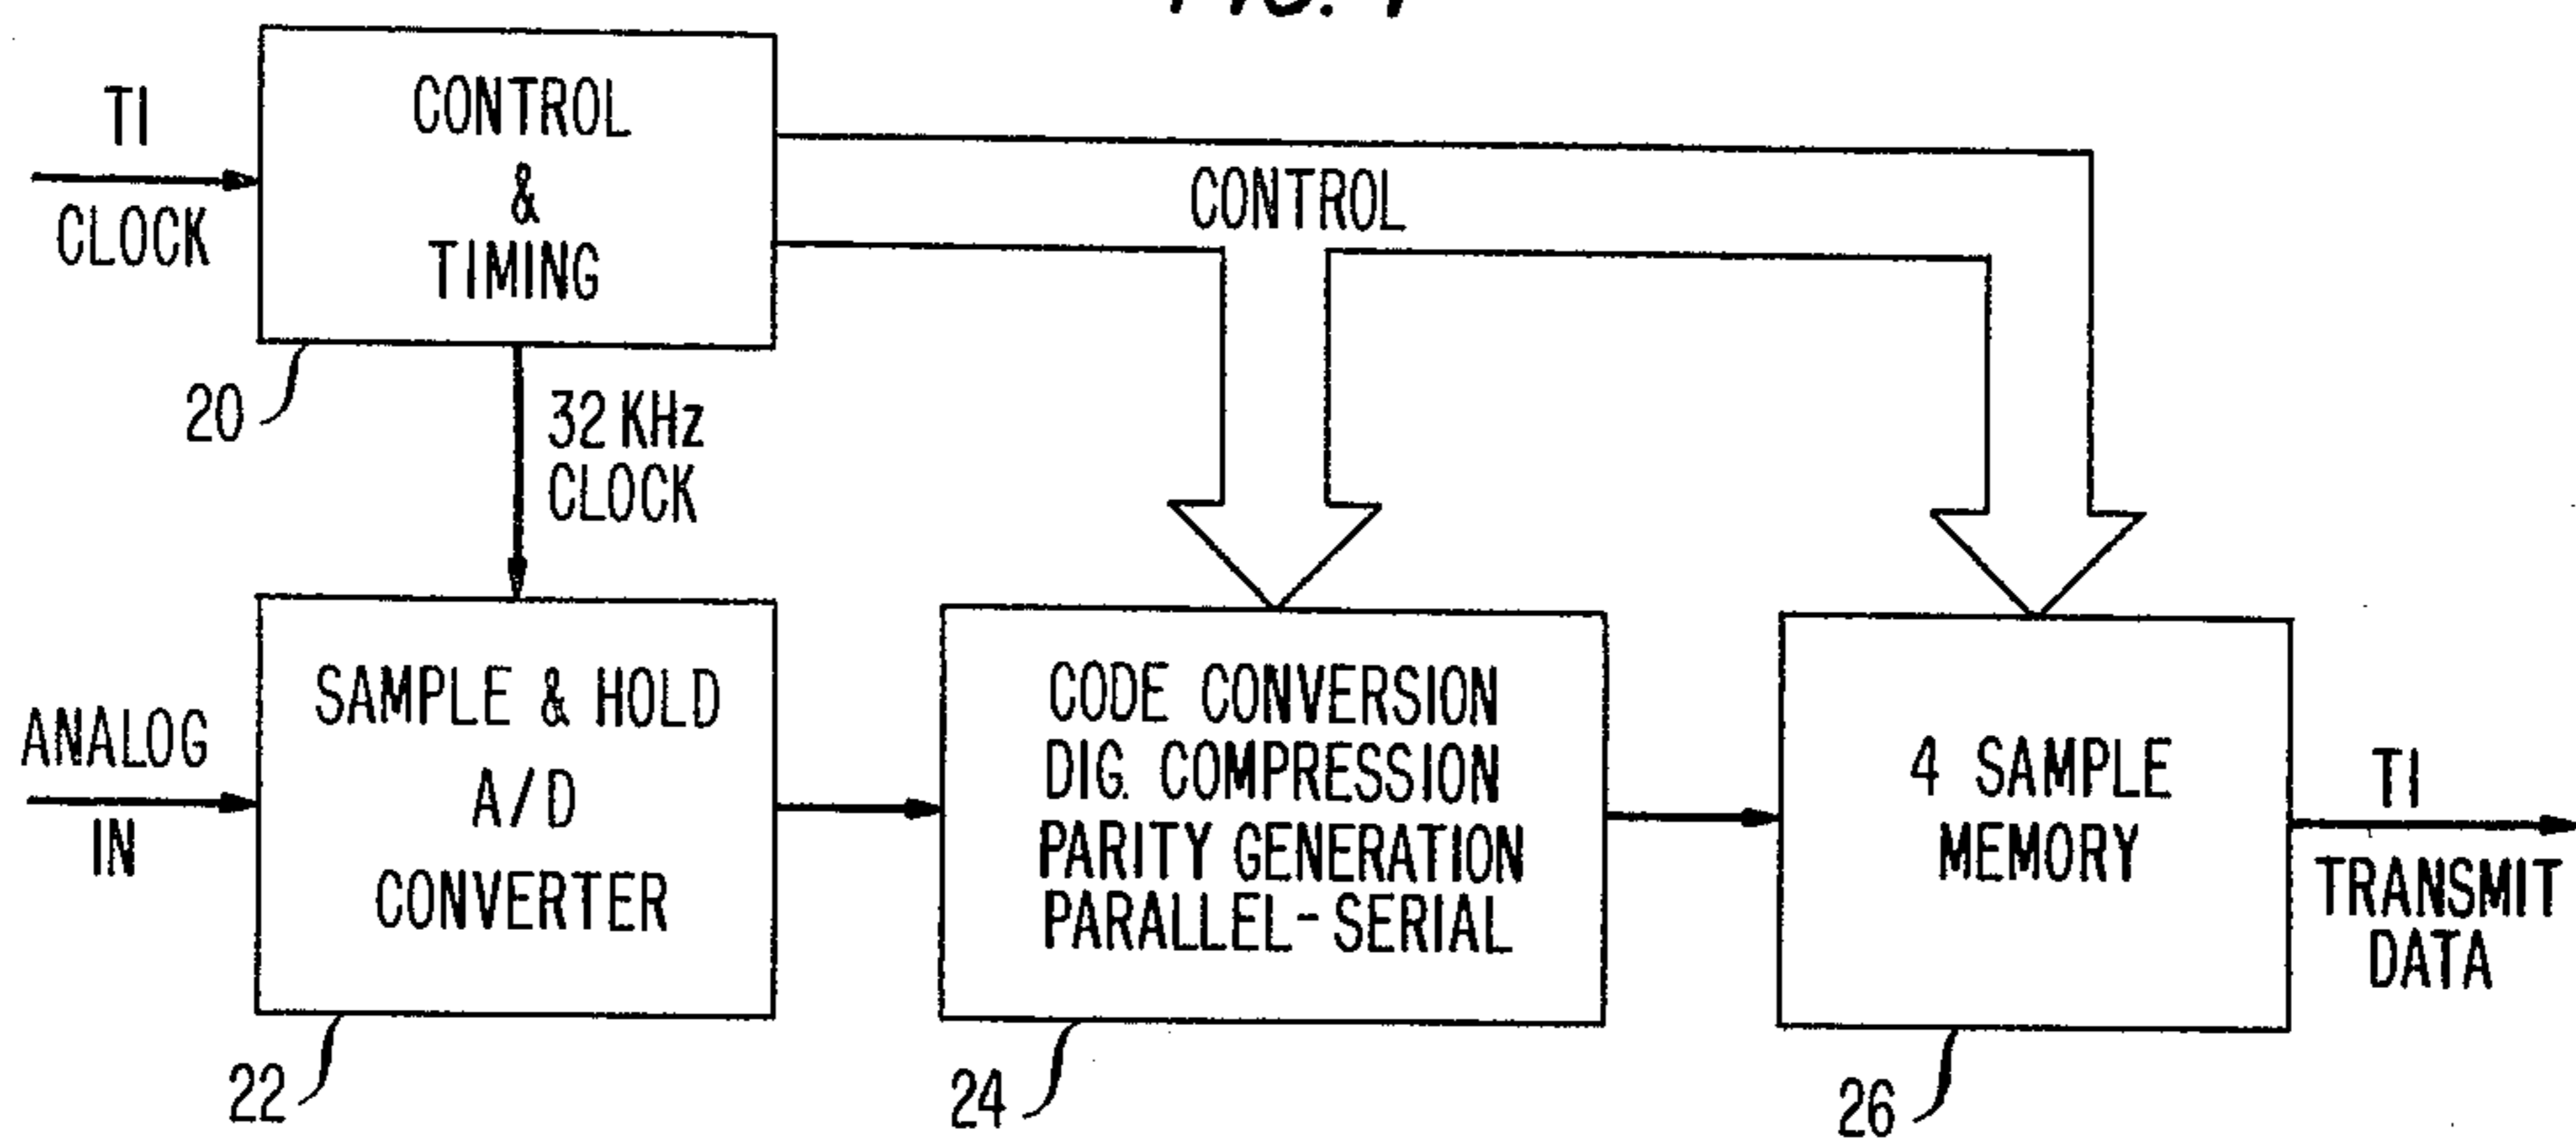 TI
CLOCK
CONTROL
&
TIMING
CONTROL
20
32 KHz
CLOCK
ANALOG
IN
SAMPLE & HOLD
A/D
CONVERTER
22
CODE CONVERSION
DIG. COMPRESSION
PARITY GENERATION
PARALLEL-SERIAL
24
4 SAMPLE
MEMORY
26
TI
TRANSMIT
DATA